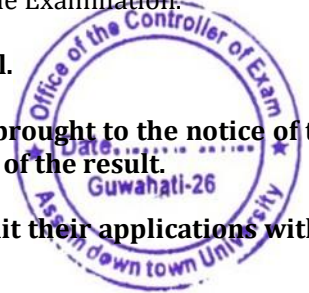 e Examination.
l.
brought to the notice of t
of the result.
it their applications with
Office of the Controller of Exam
Date
Guwahati-26
Assam down town University